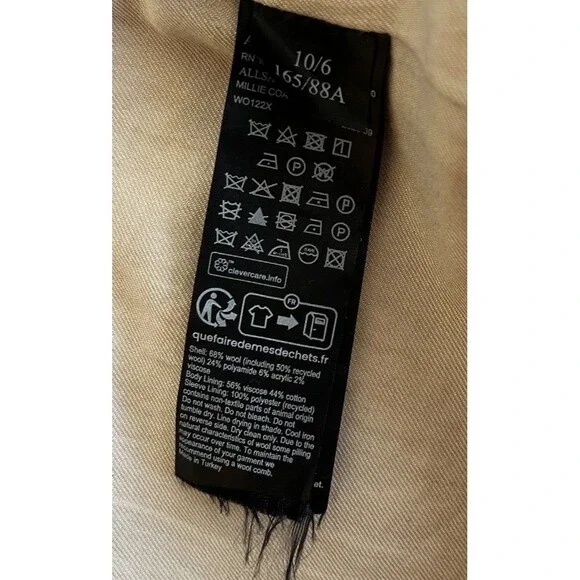 10/6
165/88A
RN
MILLIE
WO122X
clevercare.info
FR
quefairedemesdechets.fr
Shell: 68% wool (including 50% recycled
wool) 24% polyamide 6% acrylic 2%
viscose
Body Lining: 56% viscose 44% cotton
Sleeve Lining: 100% polyester (recycled)
contains non-textile parts of animal origin
Do not wash. Do not bleach. Do not
tumble dry. Line drying in shade. Cool iron
on reverse side. Dry clean only. Due to the
natural characteristics of wool some pilling
may occur over time. To maintain the
appearance of your garment we
recommend using a wool comb.
Made in Turkey